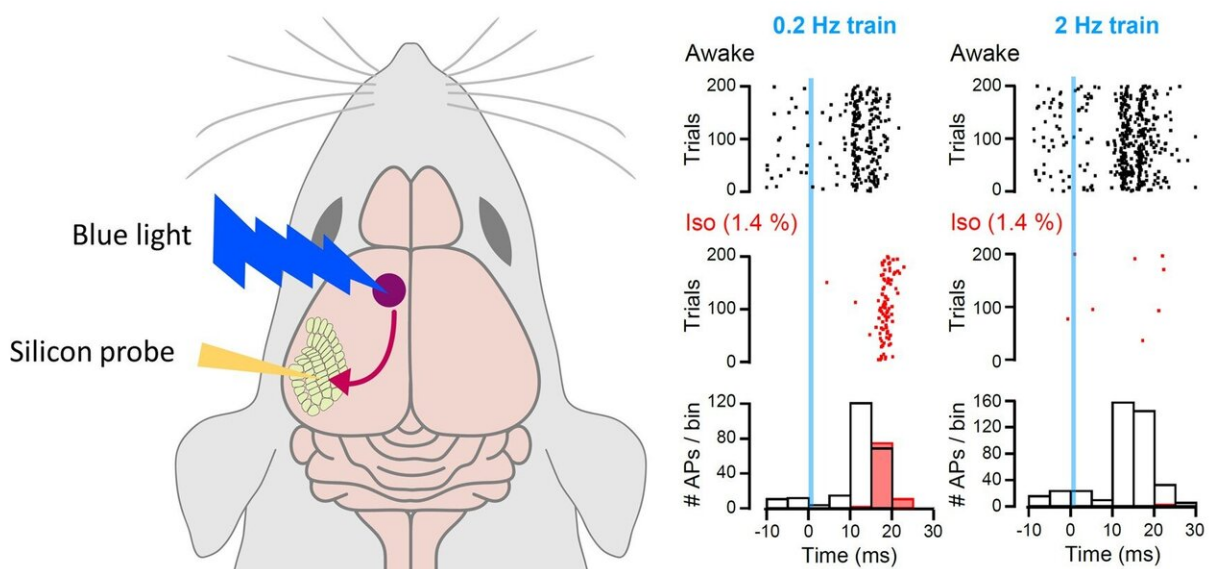 Blue light
Silicon probe
0.2 Hz train
Awake
Trials
200
100
0
Iso (1.4 %)
Trials
200
100
0
# APs / bin
120
80
40
0
-10 0 10 20 30
Time (ms)
2 Hz train
Awake
Trials
200
100
0
Iso (1.4 %)
Trials
200
100
0
# APs / bin
160
120
80
40
0
-10 0 10 20 30
Time (ms)